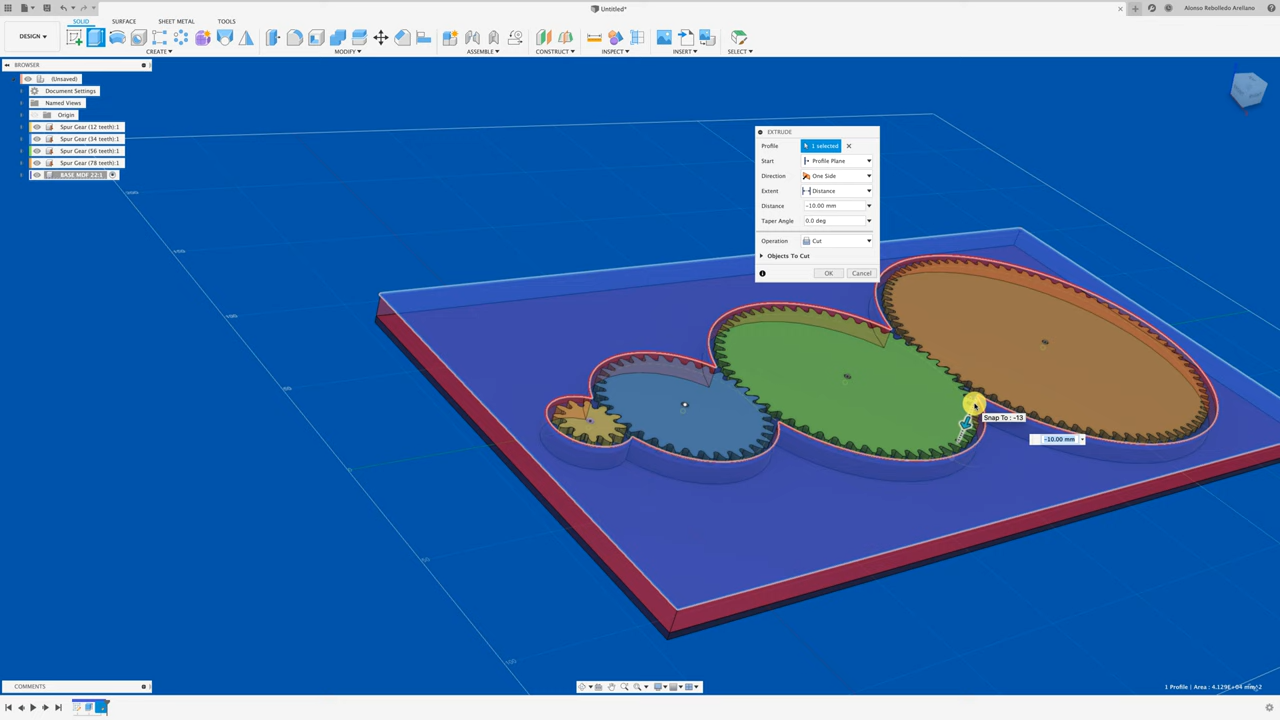 Untitled*
Alonso Rebolledo Arellano
DESIGN
SOLID
SURFACE
SHEET METAL
TOOLS
CREATE
MODIFY
ASSEMBLE
CONSTRUCT
INSPECT
INSERT
SELECT
BROWSER
(Unsaved)
Document Settings
Named Views
Origin
Spur Gear (12 teeth):1
Spur Gear (34 teeth):1
Spur Gear (56 teeth):1
Spur Gear (78 teeth):1
BASE MDF 22:1
EXTRUDE
Profile 1 selected
Start Profile Plane
Direction One Side
Extent Distance
Distance -10.00 mm
Taper Angle 0.0 deg
Operation Cut
Objects To Cut
OK Cancel
Snap To : -13
-10.00 mm
COMMENTS
1 Profile | Area : 4.129E+04 mm^2